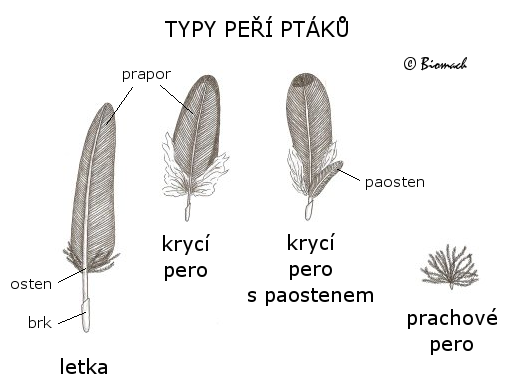 TYPY PEŘÍ PTÁKŮ
© Biomach
prapor
paosten
krycí
pero
krycí
pero
s paostenem
osten
brk
letka
prachové
pero